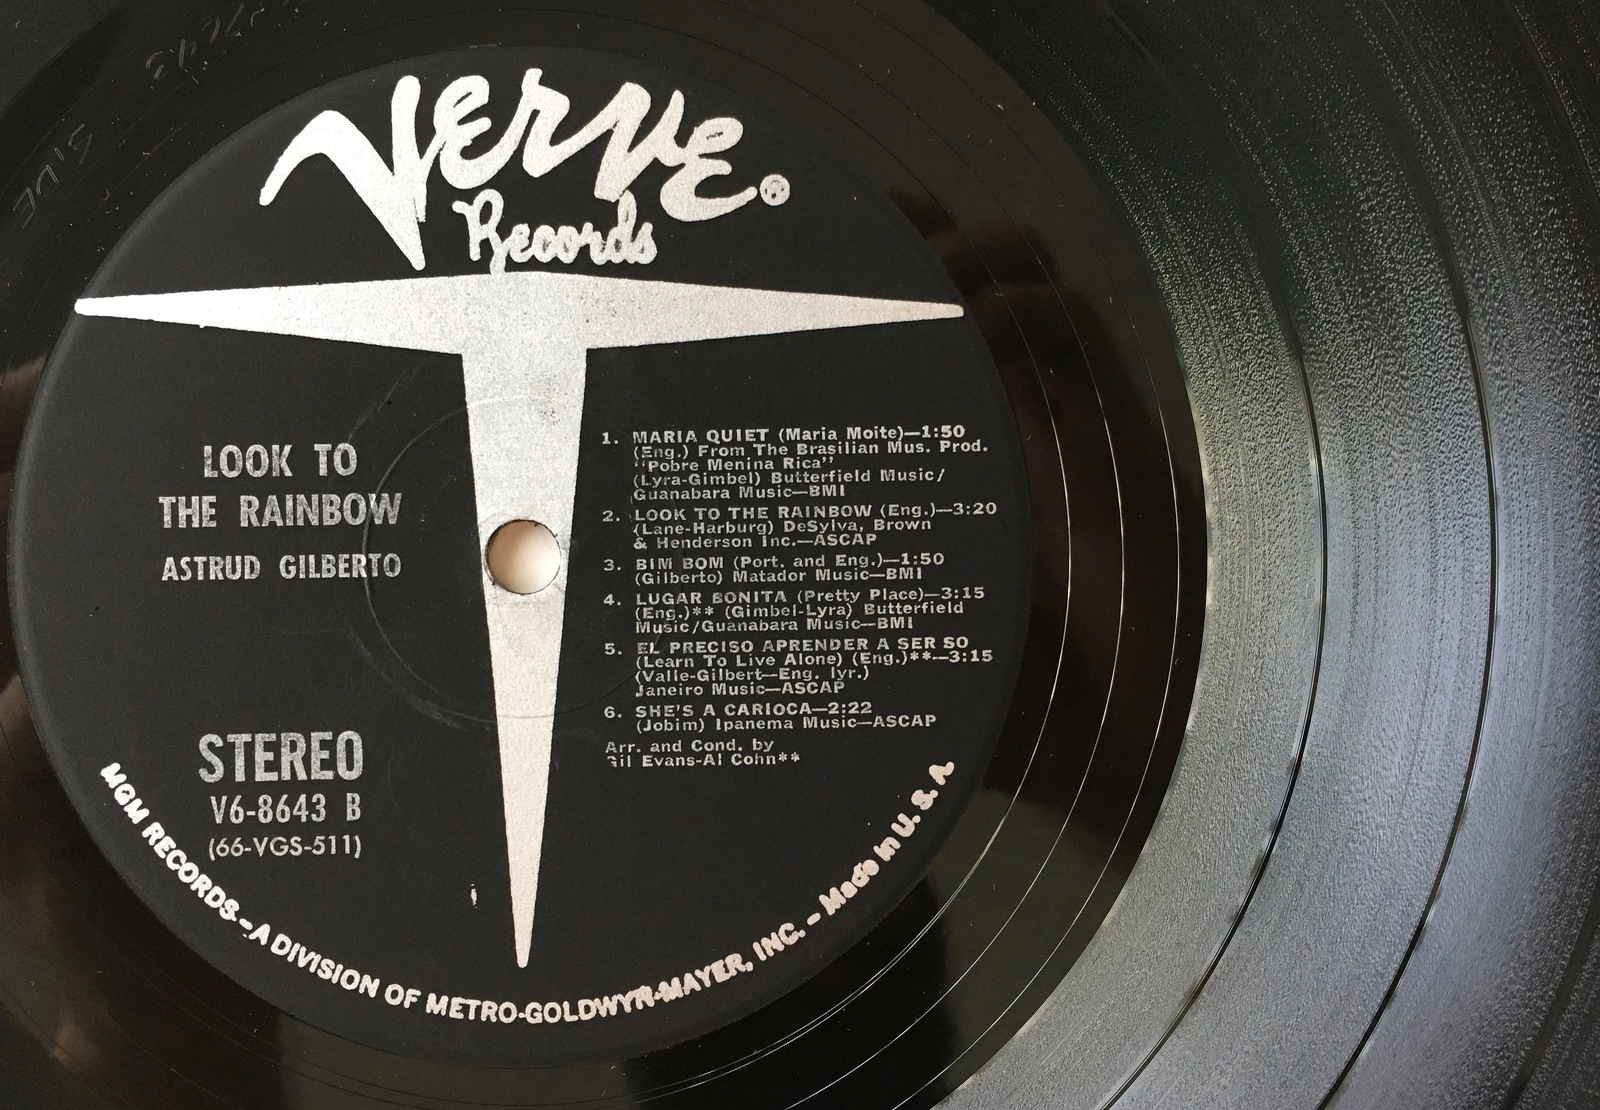 Verve®
Records
LOOK TO
THE RAINBOW
ASTRUD GILBERTO
STEREO
V6-8643 B
(66-VGS-511)
1. MARIA QUIET (Maria Moite)—1:50
(Eng.) From The Brasilian Mus. Prod.
"Pobre Menina Rica"
(Lyra-Gimbel) Butterfield Music/
Guanabara Music—BMI
2. LOOK TO THE RAINBOW (Eng.)—3:20
(Lane-Harburg) DeSylva, Brown
& Henderson Inc.—ASCAP
3. BIM BOM (Port. and Eng.)—1:50
(Gilberto) Matador Music—BMI
4. LUGAR BONITA (Pretty Place)—3:15
(Eng.)** (Gimbel-Lyra) Butterfield
Music/Guanabara Music—BMI
5. EL PRECISO APRENDER A SER SO
(Learn To Live Alone) (Eng.)**—3:15
(Valle-Gilbert—Eng. lyr.)
Janeiro Music—ASCAP
6. SHE'S A CARIOCA—2:22
(Jobim) Ipanema Music—ASCAP
Arr. and Cond. by
Gil Evans-Al Cohn**
MGM RECORDS – A DIVISION OF METRO-GOLDWYN-MAYER, INC. – Made in U. S. A.
SIDE